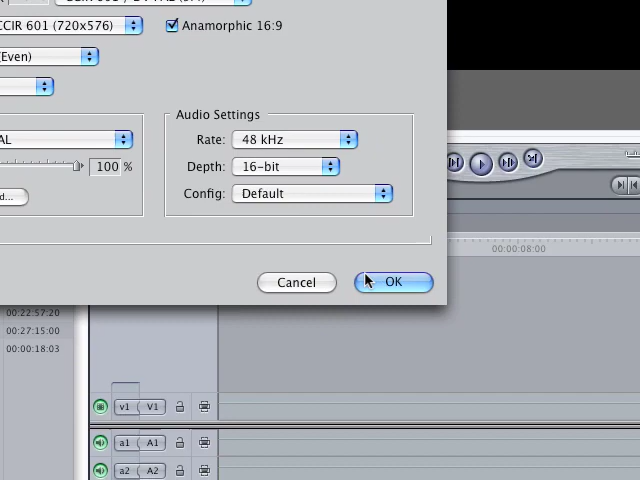 CCIR 601 (720x576)
Anamorphic 16:9
(Even)
Audio Settings
AL
Rate: 48 kHz
100 %
Depth: 16-bit
Config: Default
00:00:08:00
Cancel
OK
00:22:57:20
00:27:15:00
00:00:18:03
v1 V1
a1 A1
a2 A2